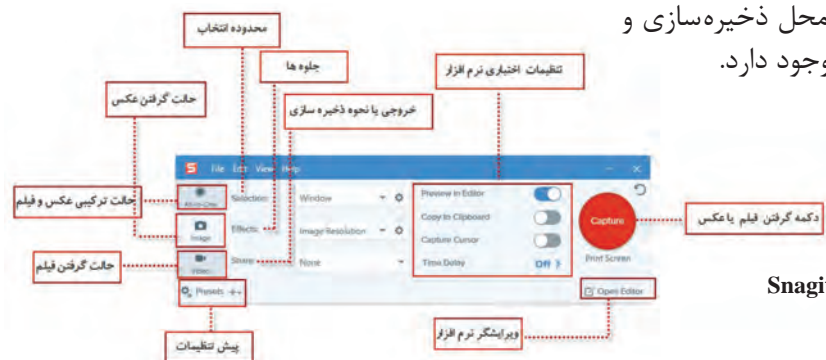 محل ذخیره‌سازی و
وجود دارد.
محدوده انتخاب
جلوه ها
تنظیمات اختیاری نرم افزار
حالت گرفتن عکس
خروجی یا نحوه ذخیره سازی
File Edit View Help
حالت ترکیبی عکس و فیلم
All-in-One
Selection:
Window
Preview in Editor
Capture
دکمه گرفتن فیلم یا عکس
Image
Effects:
Image Resolution
Copy to Clipboard
Capture Cursor
حالت گرفتن فیلم
Video
Share:
None
Time Delay
Off
Print Screen
Presets
Open Editor
Snagit
ویرایشگر نرم افزار
پیش تنظیمات